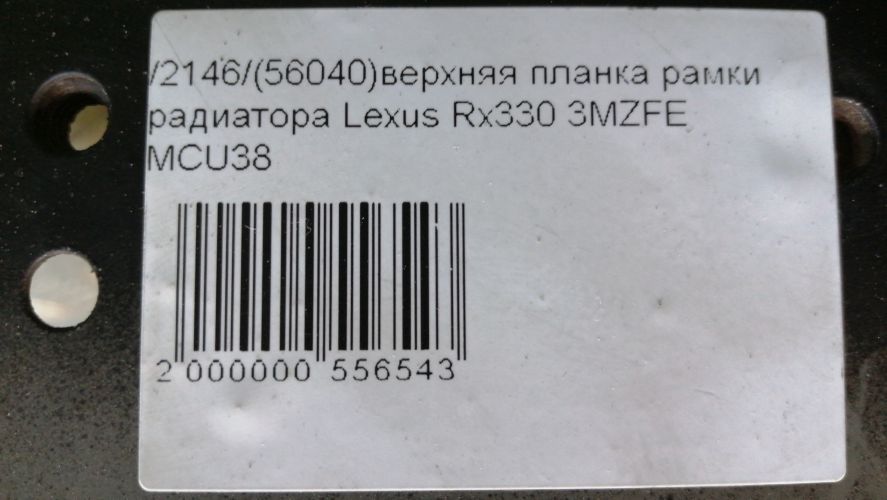 /2146/(56040)верхняя планка рамки
радиатора Lexus Rx330 3MZFE
MCU38
2 000000 556543